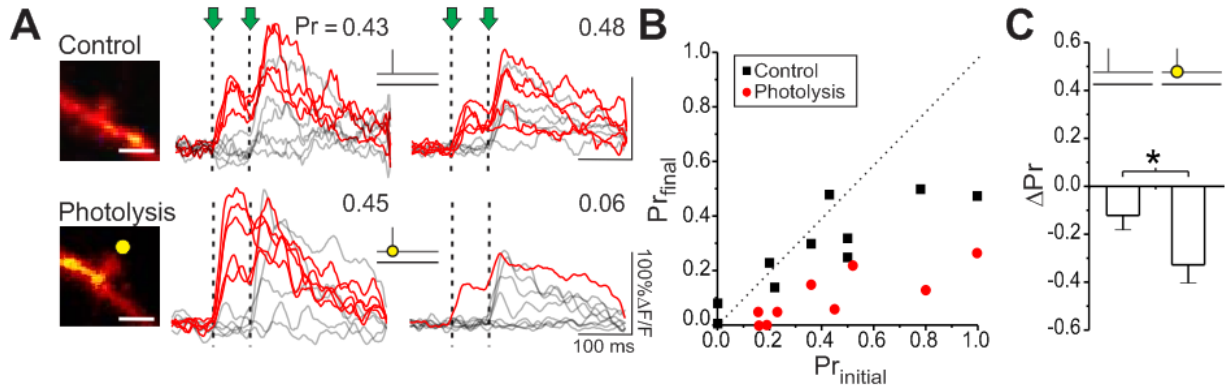 A
Control
Pr = 0.43
0.48
Photolysis
0.45
0.06
1000%ΔF/F
100 ms
B
Control
Photolysis
Pr_final
1.0
0.8
0.6
0.4
0.2
0.0
0.0 0.2 0.4 0.6 0.8 1.0
Pr_initial
C
ΔPr
0.6
0.4
0.2
0.0
-0.2
-0.4
-0.6
*